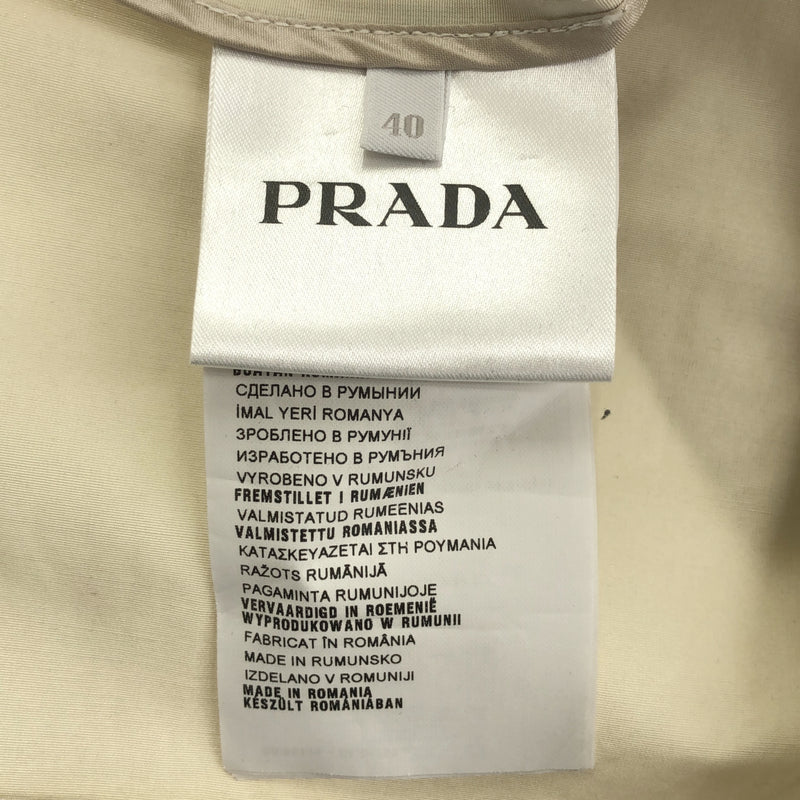 40
PRADA
СДЕЛАНО В РУМЫНИИ
İMAL YERİ ROMANYA
ЗРОБЛЕНО В РУМУНІЇ
ИЗРАБОТЕНО В РУМЪНИЯ
VYROBENO V RUMUNSKU
FREMSTILLET I RUMÆNIEN
VALMISTATUD RUMEENIAS
VALMISTETTU ROMANIASSA
ΚΑΤΑΣΚΕΥΑΖΕΤΑΙ ΣΤΗ ΡΟΥΜΑΝΙΑ
RAŽOTS RUMĀNIJĀ
PAGAMINTA RUMUNIJOJE
VERVAARDIGD IN ROEMENIË
WYPRODUKOWANO W RUMUNII
FABRICAT ÎN ROMÂNIA
MADE IN RUMUNSKO
IZDELANO V ROMUNIJI
MADE IN ROMANIA
KÉSZÜLT ROMÁNIÁBAN